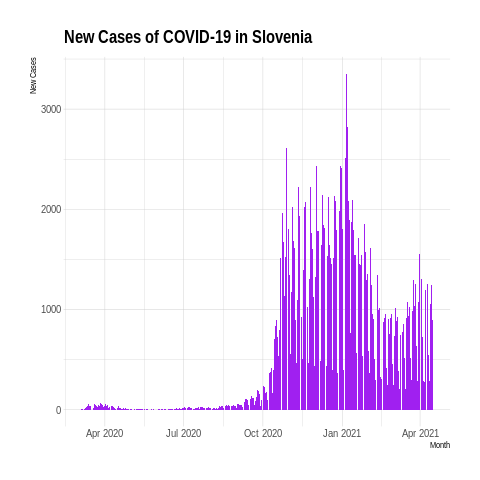 New Cases of COVID-19 in Slovenia
New Cases
3000
2000
1000
0
Apr 2020 Jul 2020 Oct 2020 Jan 2021 Apr 2021
Month